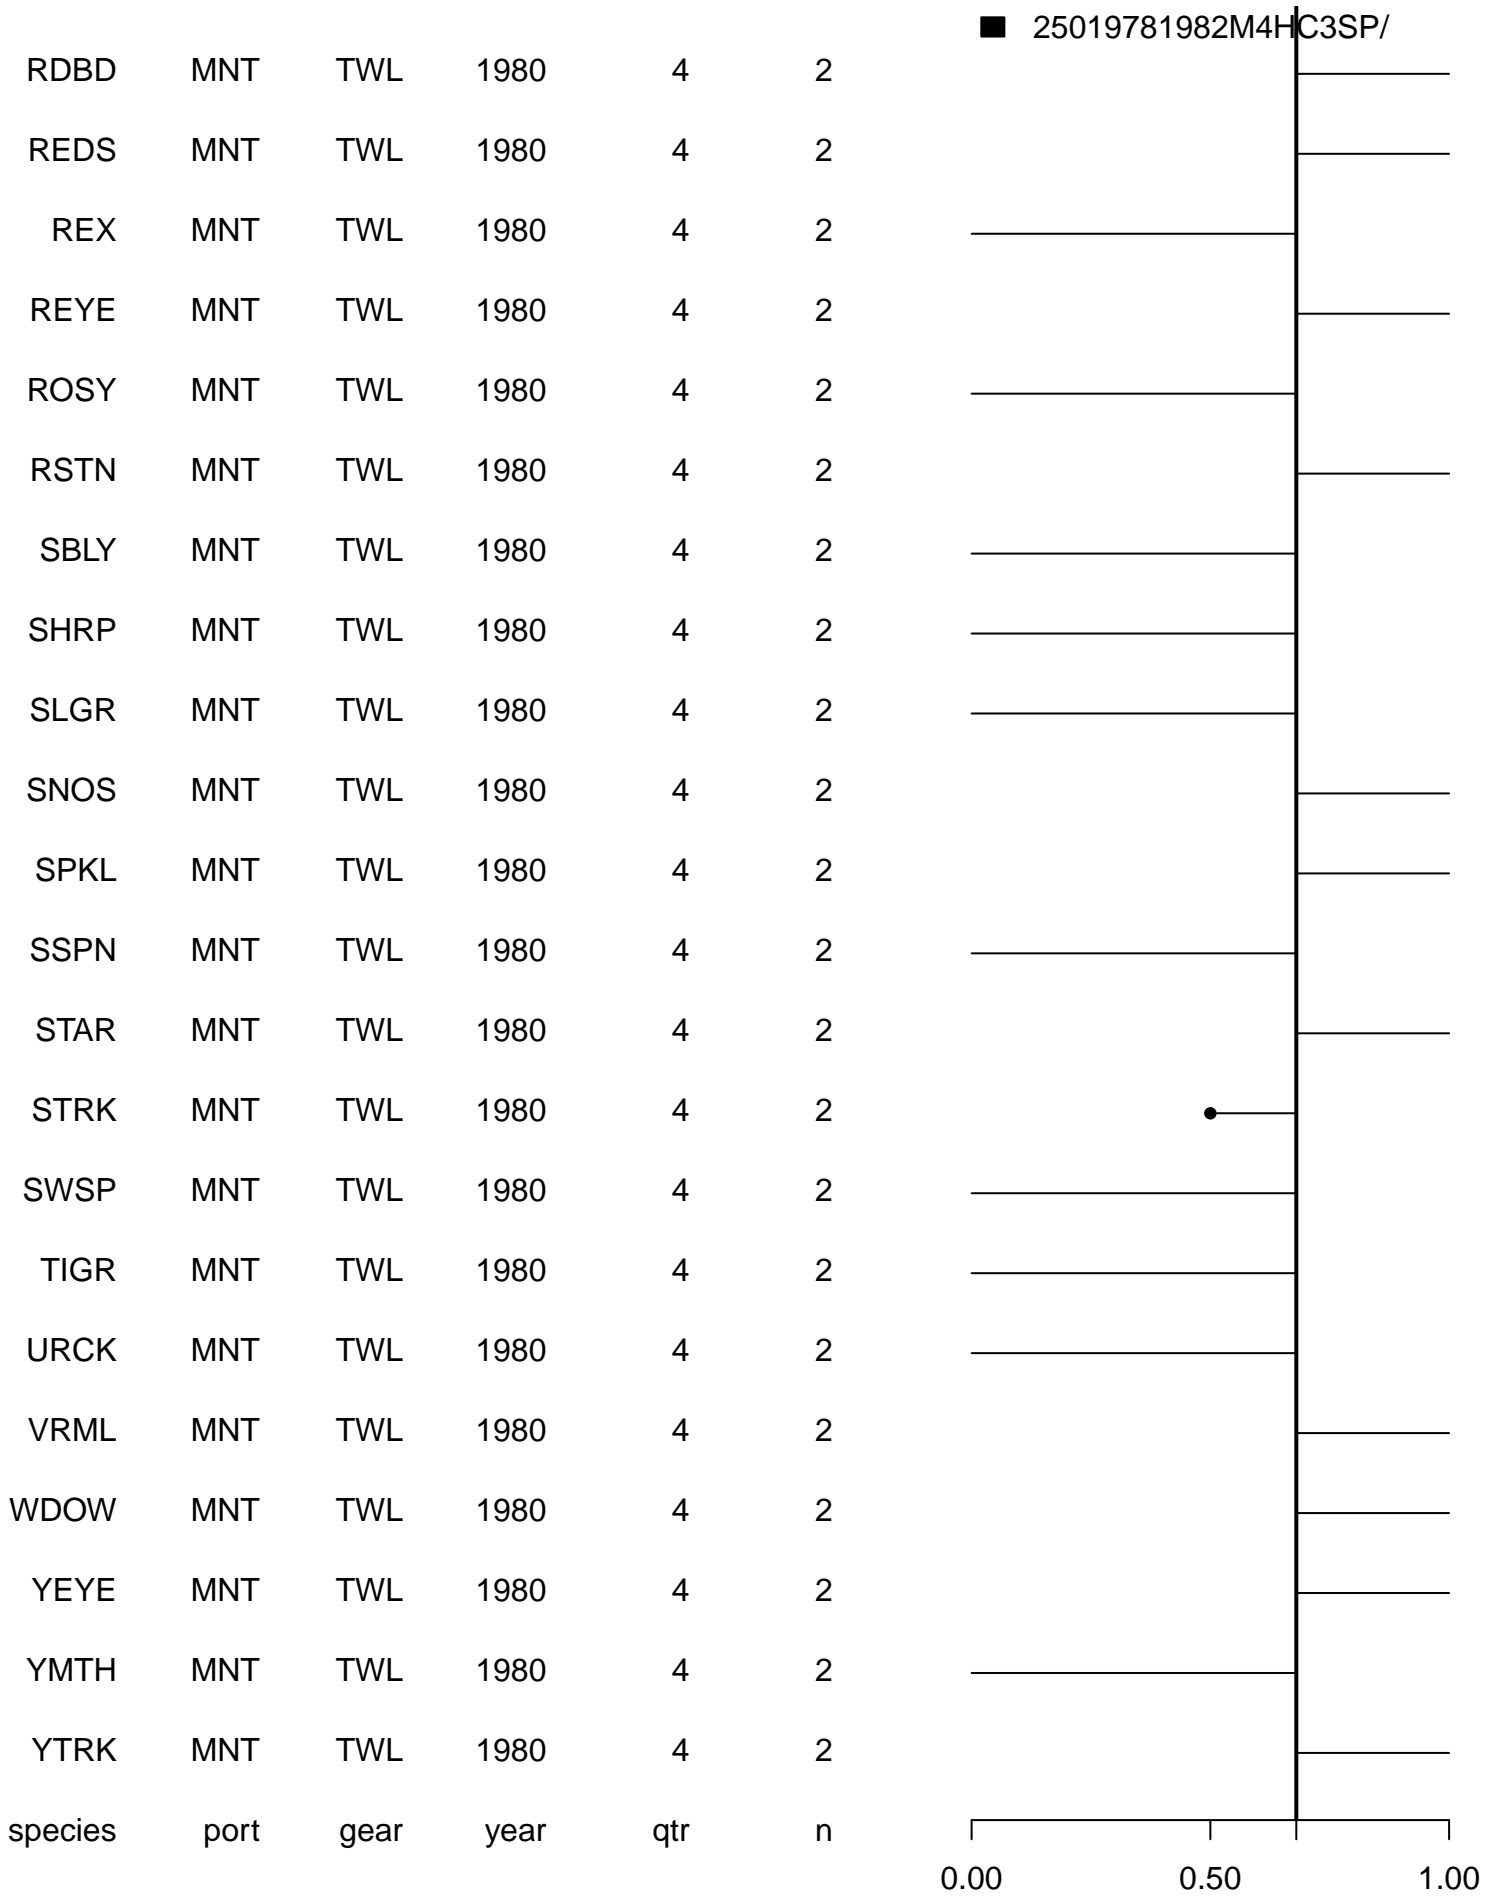 25019781982M4HC3SP/
RDBD MNT TWL 1980 4 2
REDS MNT TWL 1980 4 2
REX MNT TWL 1980 4 2
REYE MNT TWL 1980 4 2
ROSY MNT TWL 1980 4 2
RSTN MNT TWL 1980 4 2
SBLY MNT TWL 1980 4 2
SHRP MNT TWL 1980 4 2
SLGR MNT TWL 1980 4 2
SNOS MNT TWL 1980 4 2
SPKL MNT TWL 1980 4 2
SSPN MNT TWL 1980 4 2
STAR MNT TWL 1980 4 2
STRK MNT TWL 1980 4 2
SWSP MNT TWL 1980 4 2
TIGR MNT TWL 1980 4 2
URCK MNT TWL 1980 4 2
VRML MNT TWL 1980 4 2
WDOW MNT TWL 1980 4 2
YEYE MNT TWL 1980 4 2
YMTH MNT TWL 1980 4 2
YTRK MNT TWL 1980 4 2
species port gear year qtr n
0.00 0.50 1.00